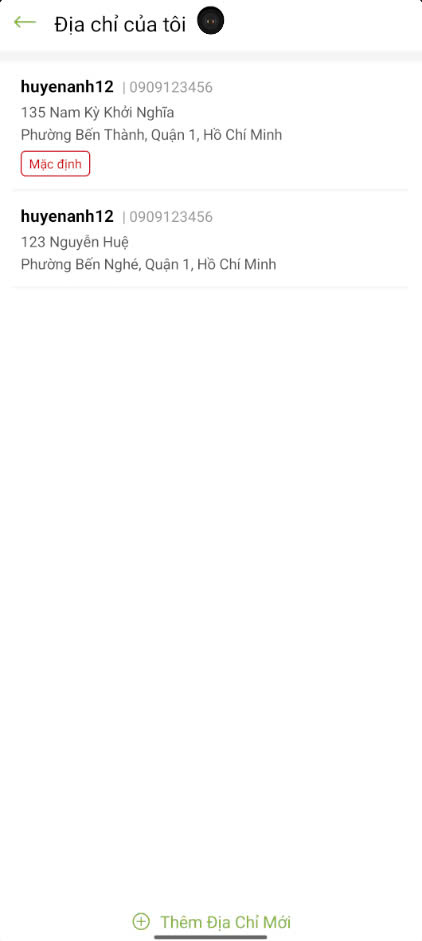 Địa chỉ của tôi
huyenanh12 | 0909123456
135 Nam Kỳ Khởi Nghĩa
Phường Bến Thành, Quận 1, Hồ Chí Minh
Mặc định
huyenanh12 | 0909123456
123 Nguyễn Huệ
Phường Bến Nghé, Quận 1, Hồ Chí Minh
Thêm Địa Chỉ Mới